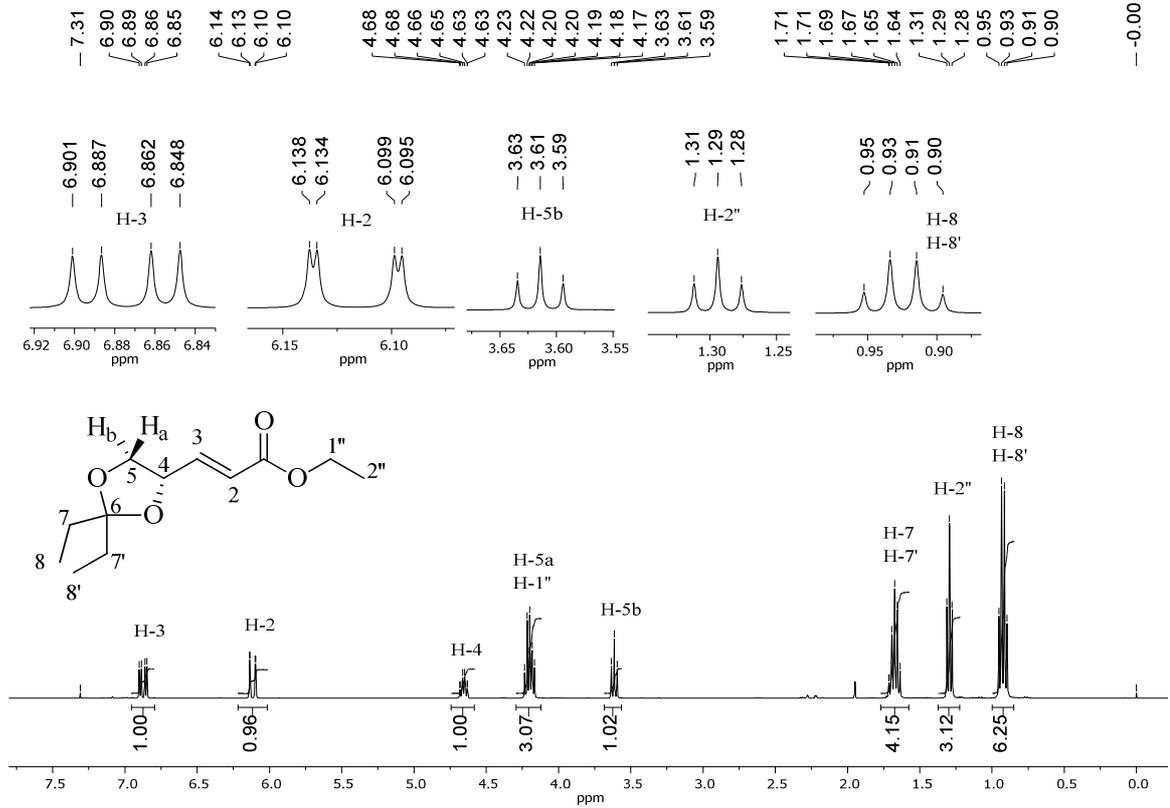 7.31 6.90 6.89 6.86 6.85 6.14 6.13 6.10 6.10 4.68 4.68 4.66 4.65 4.63 4.63 4.23 4.22 4.20 4.20 4.19 4.18 4.17 3.63 3.61 3.59 1.71 1.71 1.69 1.67 1.65 1.64 1.31 1.29 1.28 0.95 0.93 0.91 0.90 -0.00
6.901 6.887 6.862 6.848
H-3
6.92 6.90 6.88 6.86 6.84
ppm
6.138 6.134 6.099 6.095
H-2
6.15 6.10
ppm
3.63 3.61 3.59
H-5b
3.65 3.60 3.55
ppm
1.31 1.29 1.28
H-2"
1.30 1.25
ppm
0.95 0.93 0.91 0.90
H-8
H-8'
0.95 0.90
ppm
Hb Ha
O
3 1"
5 4
O O 2"
2
6
O
7
8 7'
8'
H-3
H-2
H-4
H-5a
H-1"
H-5b
H-7
H-7'
H-2"
H-8
H-8'
1.00 0.96 1.00 3.07 1.02 4.15 3.12 6.25
7.5 7.0 6.5 6.0 5.5 5.0 4.5 4.0 3.5 3.0 2.5 2.0 1.5 1.0 0.5 0.0
ppm